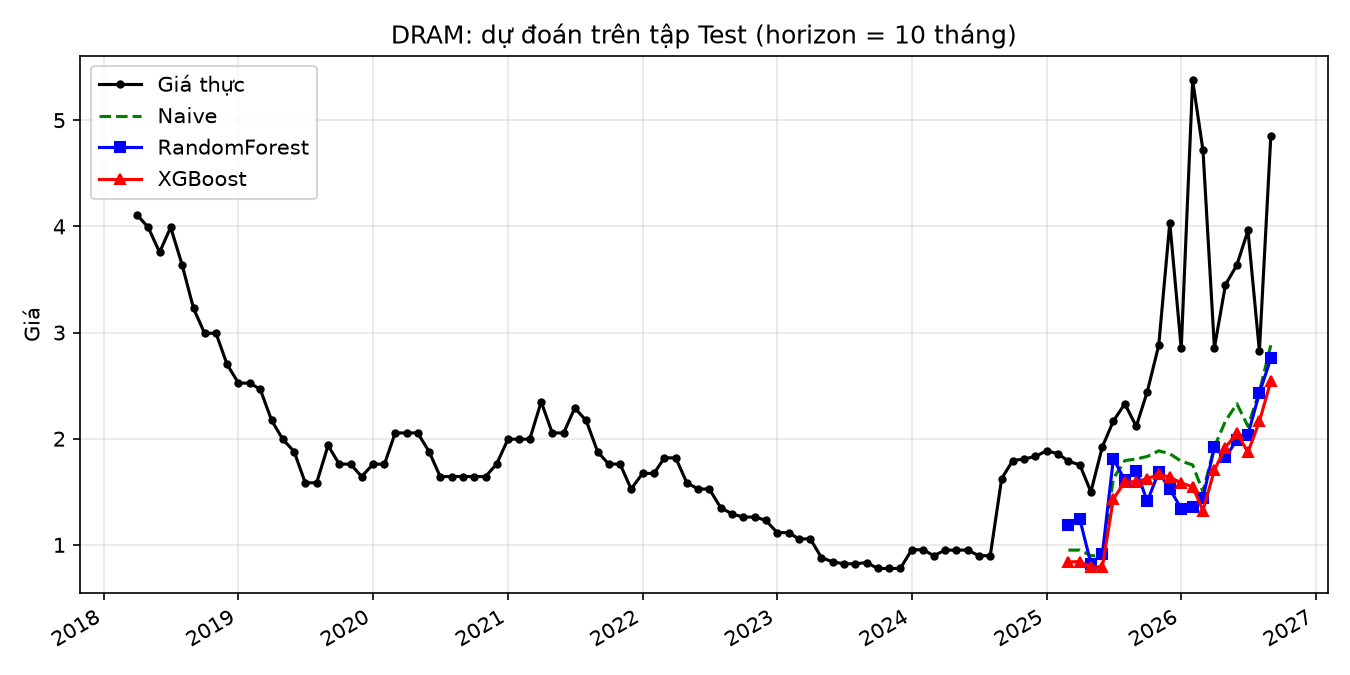 DRAM: dự đoán trên tập Test (horizon = 10 tháng)
Giá thực
Naive
RandomForest
XGBoost
Giá
5
4
3
2
1
2018
2019
2020
2021
2022
2023
2024
2025
2026
2027